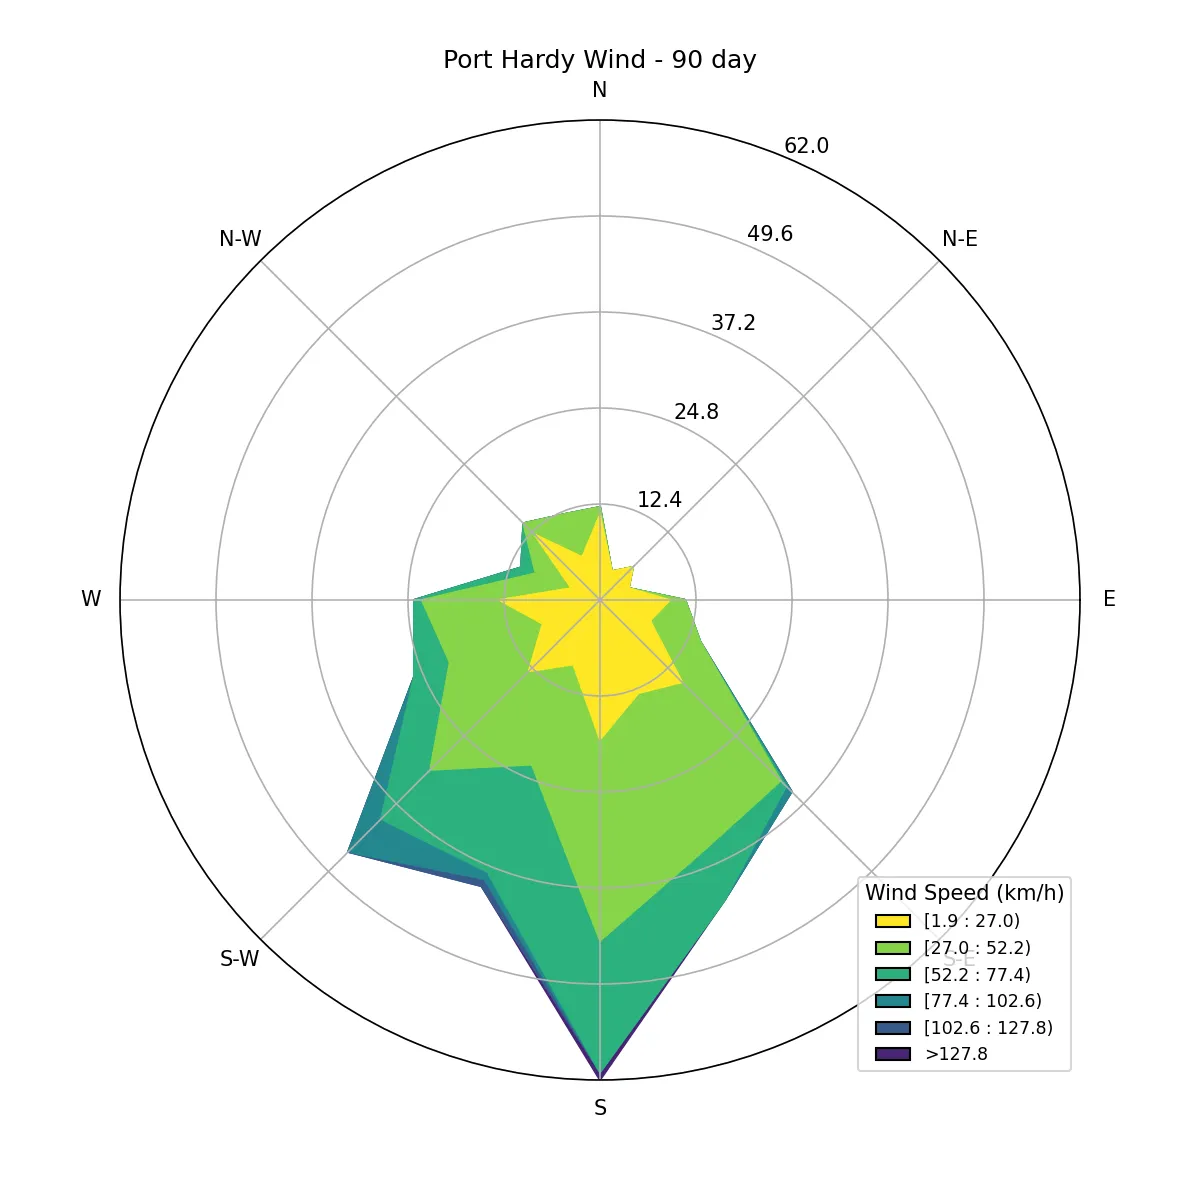 Port Hardy Wind - 90 day
N
62.0
N-W
49.6
N-E
37.2
24.8
12.4
W
E
S-W
S-E
Wind Speed (km/h)
[1.9 : 27.0)
[27.0 : 52.2)
[52.2 : 77.4)
[77.4 : 102.6)
[102.6 : 127.8)
>127.8
S